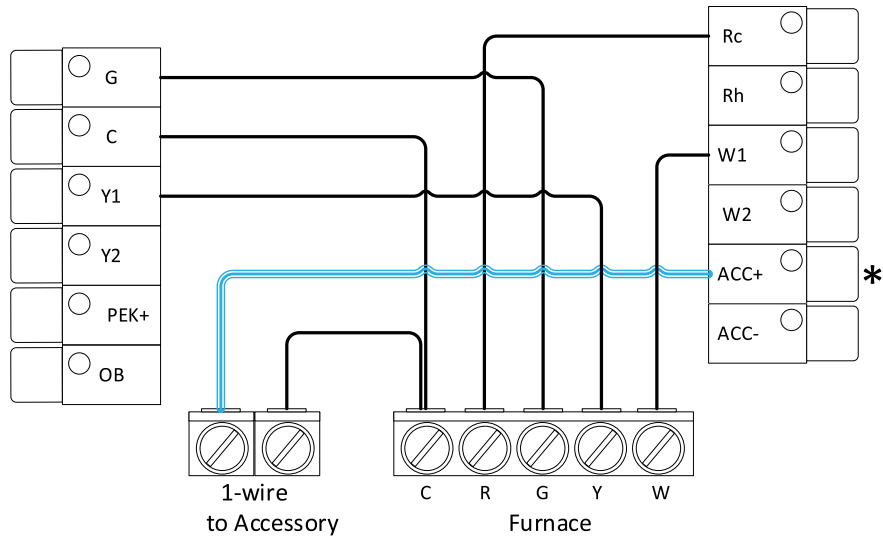 G
C
Y1
Y2
PEK+
OB
Rc
Rh
W1
W2
ACC+ *
ACC-
1-wire
to Accessory
C R G Y W
Furnace